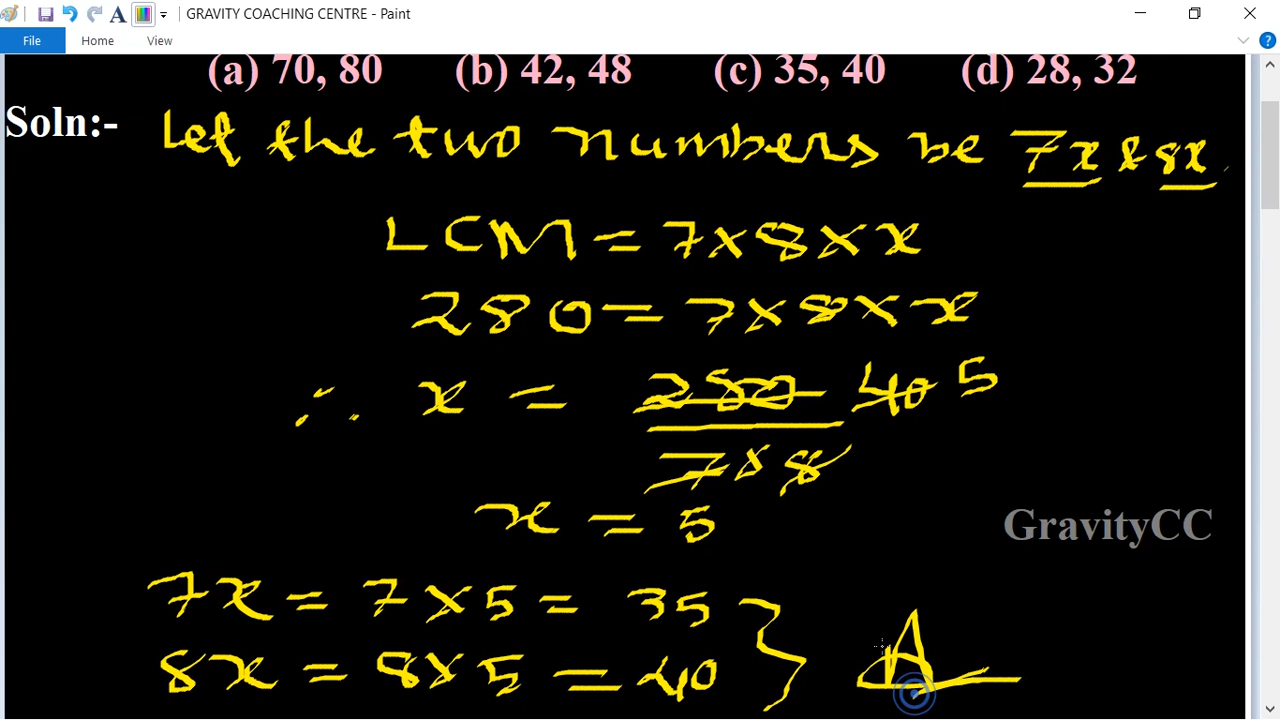 GRAVITY COACHING CENTRE - Paint
File Home View
(a) 70, 80 (b) 42, 48 (c) 35, 40 (d) 28, 32
Soln:- Let the two numbers be 7x & 8x.
LCM = 7×8×x
280 = 7×8×x
∴ x = 280 40 5
7×8
x = 5
GravityCC
7x = 7×5 = 35
8x = 8×5 = 40 } A